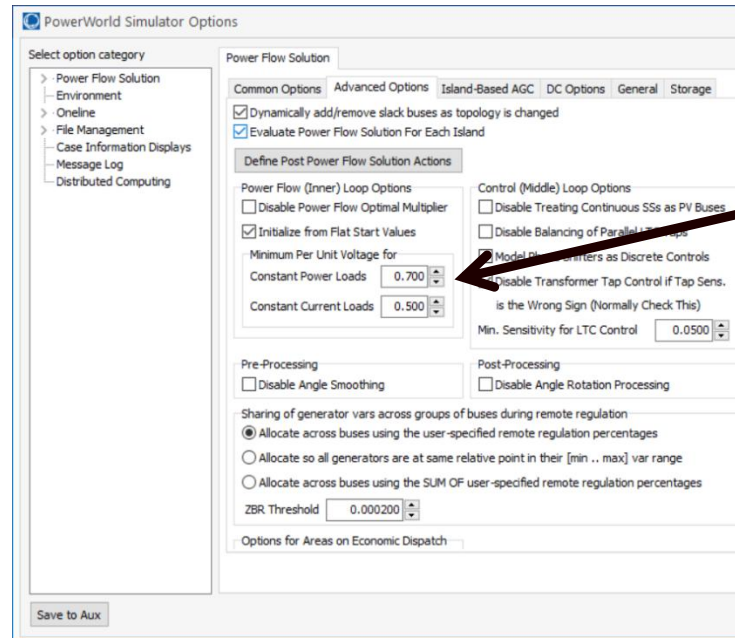 PowerWorld Simulator Options
Select option category
Power Flow Solution
Environment
Oneline
File Management
Case Information Displays
Message Log
Distributed Computing
Power Flow Solution
Common Options Advanced Options Island-Based AGC DC Options General Storage
Dynamically add/remove slack buses as topology is changed
Evaluate Power Flow Solution For Each Island
Define Post Power Flow Solution Actions
Power Flow (Inner) Loop Options
Disable Power Flow Optimal Multiplier
Initialize from Flat Start Values
Minimum Per Unit Voltage for
Constant Power Loads 0.700
Constant Current Loads 0.500
Control (Middle) Loop Options
Disable Treating Continuous SSs as PV Buses
Disable Balancing of
Model Shifters as Discrete Controls
Disable Transformer Tap Control if Tap Sens.
is the Wrong Sign (Normally Check This)
Min. Sensitivity for LTC Control 0.0500
Pre-Processing
Disable Angle Smoothing
Post-Processing
Disable Angle Rotation Processing
Sharing of generator vars across groups of buses during remote regulation
Allocate across buses using the user-specified remote regulation percentages
Allocate so all generators are at same relative point in their [min .. max] var range
Allocate across buses using the SUM OF user-specified remote regulation percentages
ZBR Threshold 0.000200
Options for Areas on Economic Dispatch
Save to Aux